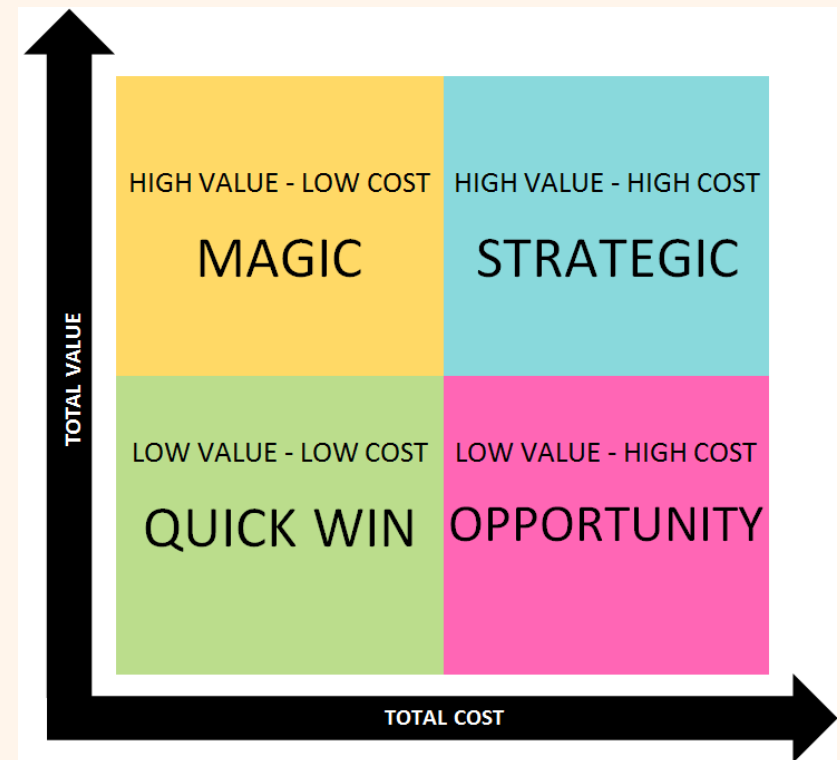 TOTAL VALUE
HIGH VALUE - LOW COST
MAGIC
HIGH VALUE - HIGH COST
STRATEGIC
LOW VALUE - LOW COST
QUICK WIN
LOW VALUE - HIGH COST
OPPORTUNITY
TOTAL COST